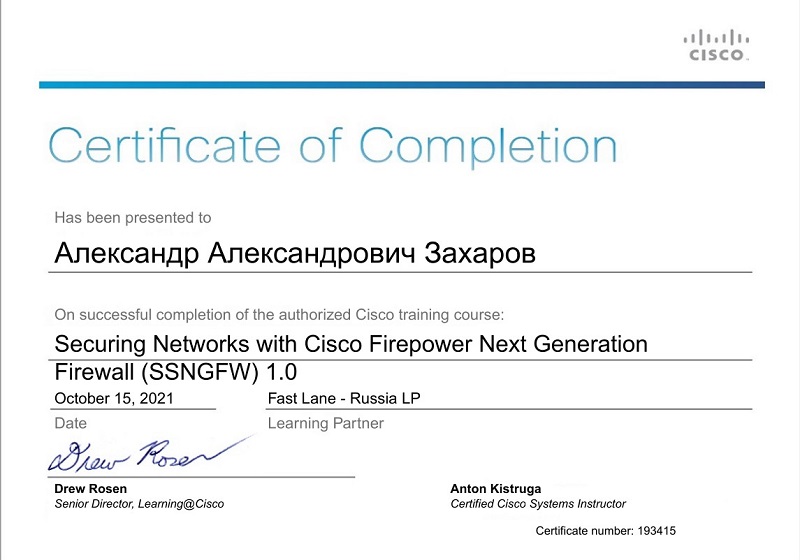 CISCO
Certificate of Completion
Has been presented to
Александр Александрович Захаров
On successful completion of the authorized Cisco training course:
Securing Networks with Cisco Firepower Next Generation
Firewall (SSNGFW) 1.0
October 15, 2021 Fast Lane - Russia LP
Date Learning Partner
Drew Rosen
Drew Rosen Anton Kistruga
Senior Director, Learning@Cisco Certified Cisco Systems Instructor
Certificate number: 193415